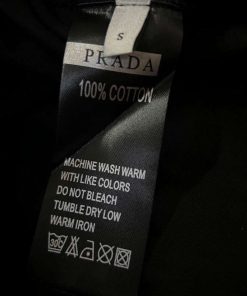 S
PRADA
100% COTTON
MACHINE WASH WARM
WITH LIKE COLORS
DO NOT BLEACH
TUMBLE DRY LOW
WARM IRON